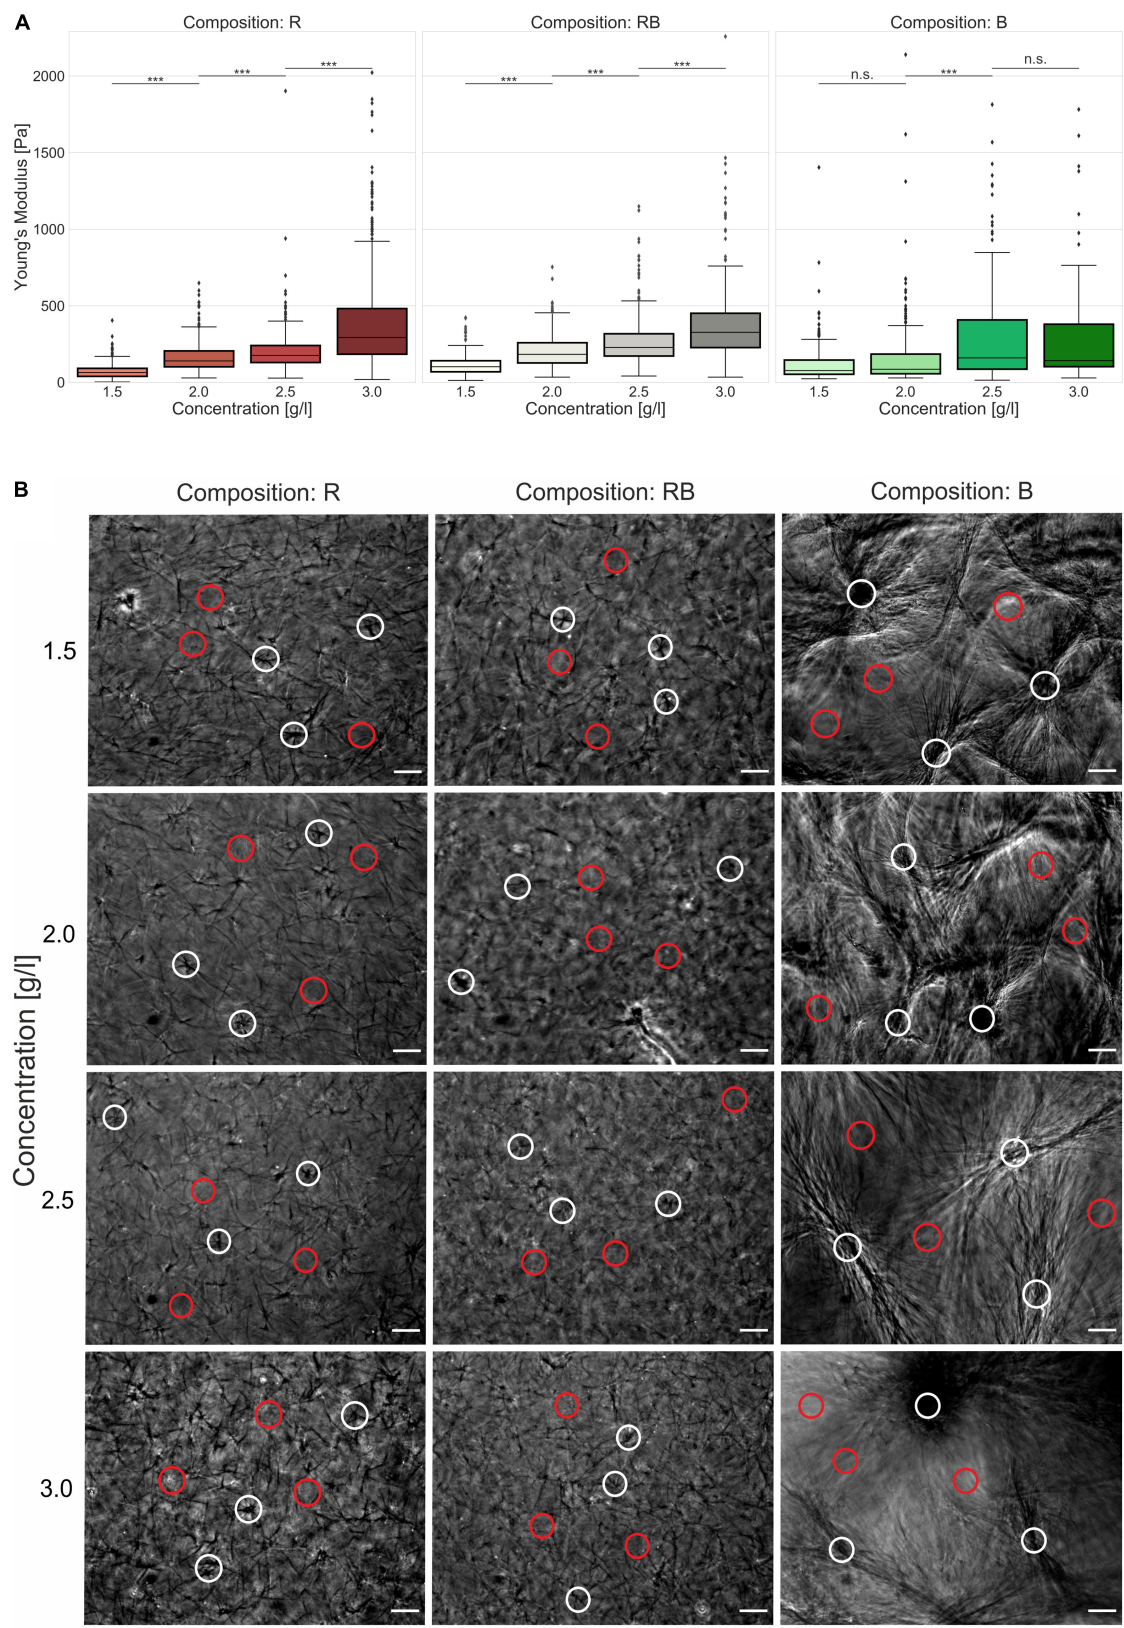 A
Composition: R
Composition: RB
Composition: B
Young's Modulus [Pa]
2000
1500
1000
500
0
***
***
***
***
***
***
n.s.
***
n.s.
1.5 2.0 2.5 3.0
1.5 2.0 2.5 3.0
1.5 2.0 2.5 3.0
Concentration [g/l]
Concentration [g/l]
Concentration [g/l]
B
Composition: R
Composition: RB
Composition: B
Concentration [g/l]
1.5
2.0
2.5
3.0